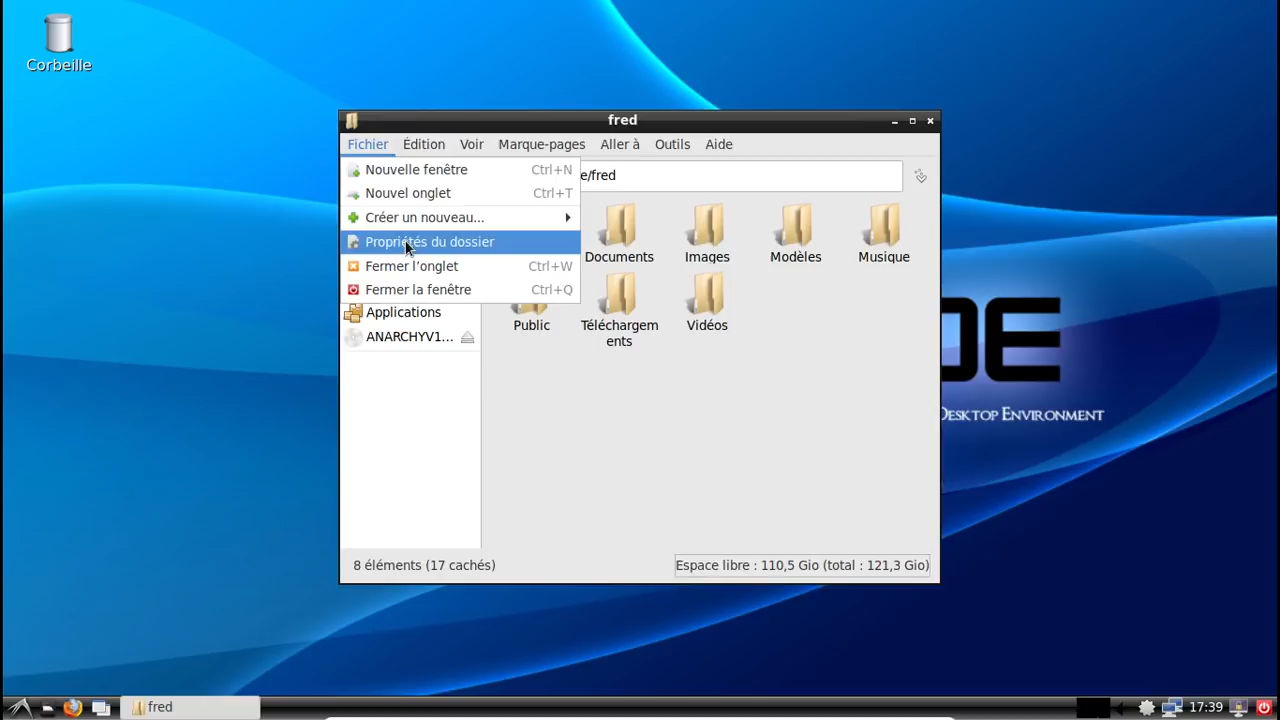 Corbeille
fred
Fichier Édition Voir Marque-pages Aller à Outils Aide
Nouvelle fenêtre Ctrl+N
Nouvel onglet Ctrl+T
Créer un nouveau...
Propriétés du dossier
Fermer l'onglet Ctrl+W
Fermer la fenêtre Ctrl+Q
e/fred
Applications
ANARCHYV1...
Documents
Images
Modèles
Musique
Public
Téléchargem
ents
Vidéos
8 éléments (17 cachés)
Espace libre : 110,5 Gio (total : 121,3 Gio)
DE
DESKTOP ENVIRONMENT
fred
17:39